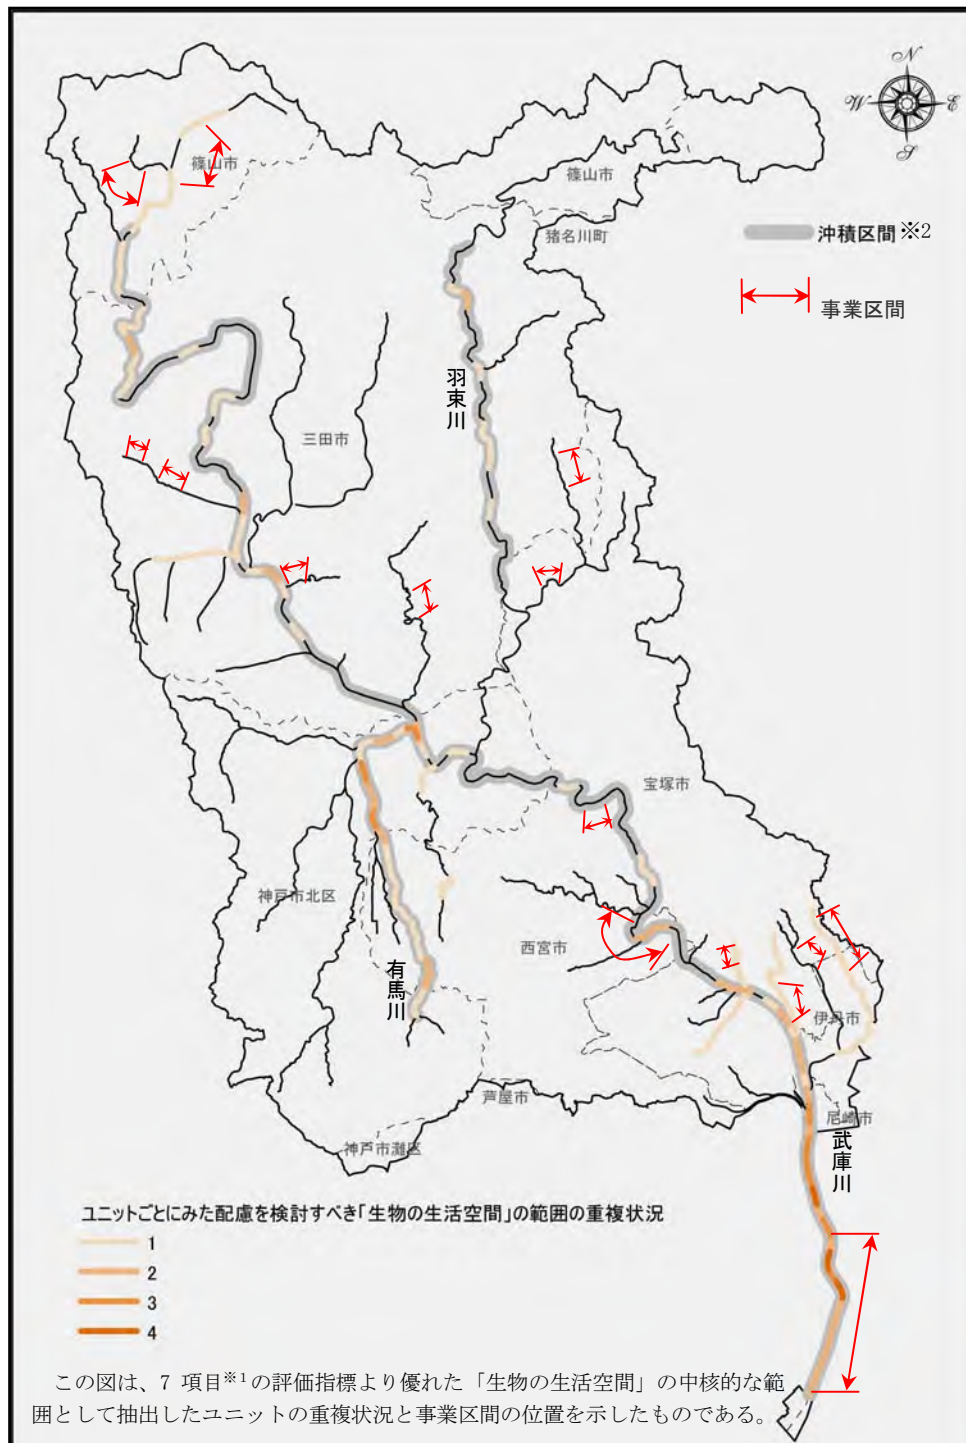 N
W
E
S
篠山市
篠山市
猪名川町
沖積区間※2
事業区間
羽束川
三田市
宝塚市
神戸市北区
西宮市
有馬川
伊丹市
芦屋市
尼崎市
神戸市灘区
武庫川
ユニットごとにみた配慮を検討すべき「生物の生活空間」の範囲の重複状況
1
2
3
4
この図は、7 項目※1の評価指標より優れた「生物の生活空間」の中核的な範
囲として抽出したユニットの重複状況と事業区間の位置を示したものである。